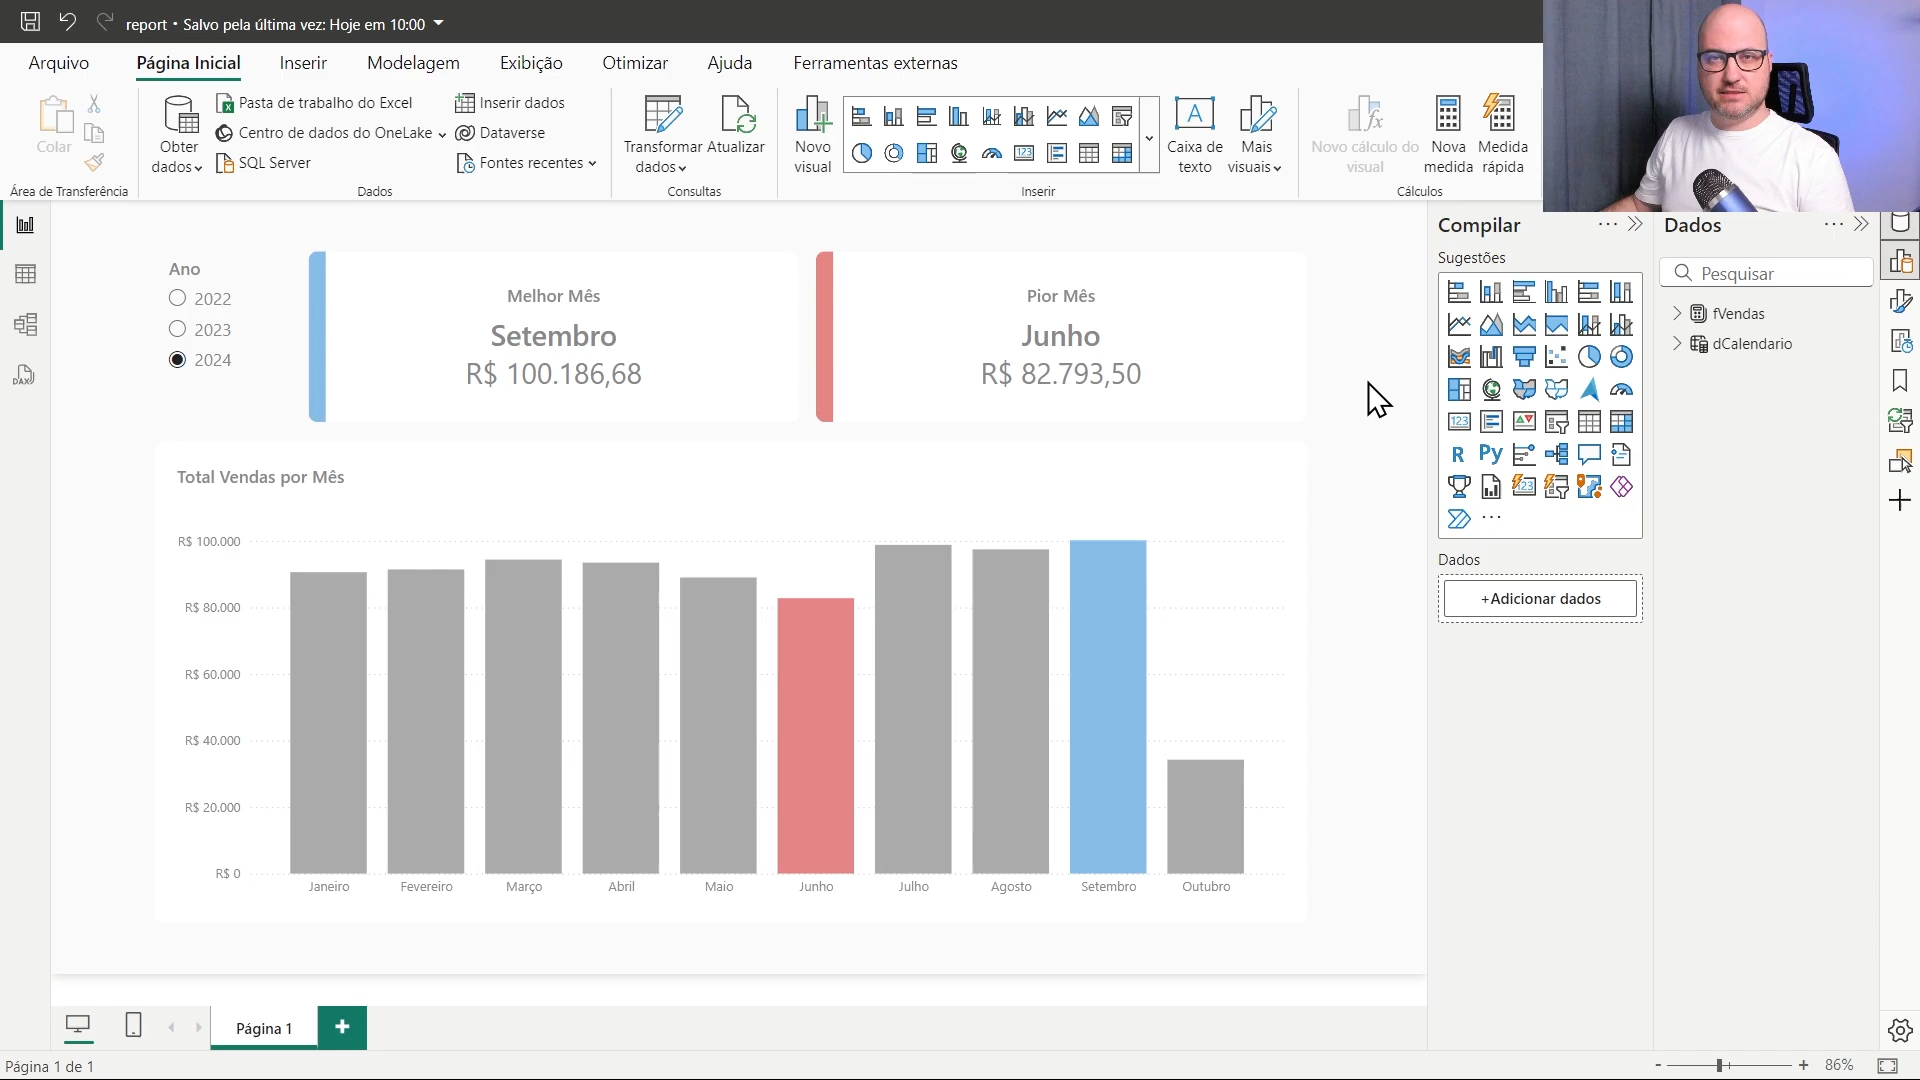 report • Salvo pela última vez: Hoje em 10:00
Arquivo
Página Inicial
Inserir
Modelagem
Exibição
Otimizar
Ajuda
Ferramentas externas
Colar
Área de Transferência
Obter
dados
Pasta de trabalho do Excel
Centro de dados do OneLake
SQL Server
Inserir dados
Dataverse
Fontes recentes
Dados
Transformar
dados
Atualizar
Consultas
Novo
visual
123
A
Caixa de
texto
Mais
visuais
Inserir
Novo cálculo do
visual
Nova
medida
Medida
rápida
Cálculos
DAX
Ano
2022
2023
2024
Melhor Mês
Setembro
R$ 100.186,68
Pior Mês
Junho
R$ 82.793,50
Total Vendas por Mês
R$ 100.000
R$ 80.000
R$ 60.000
R$ 40.000
R$ 20.000
R$ 0
Janeiro
Fevereiro
Março
Abril
Maio
Junho
Julho
Agosto
Setembro
Outubro
Compilar
Sugestões
123
R
Py
123
Dados
+Adicionar dados
Dados
Pesquisar
fVendas
dCalendario
Página 1
Página 1 de 1
86%